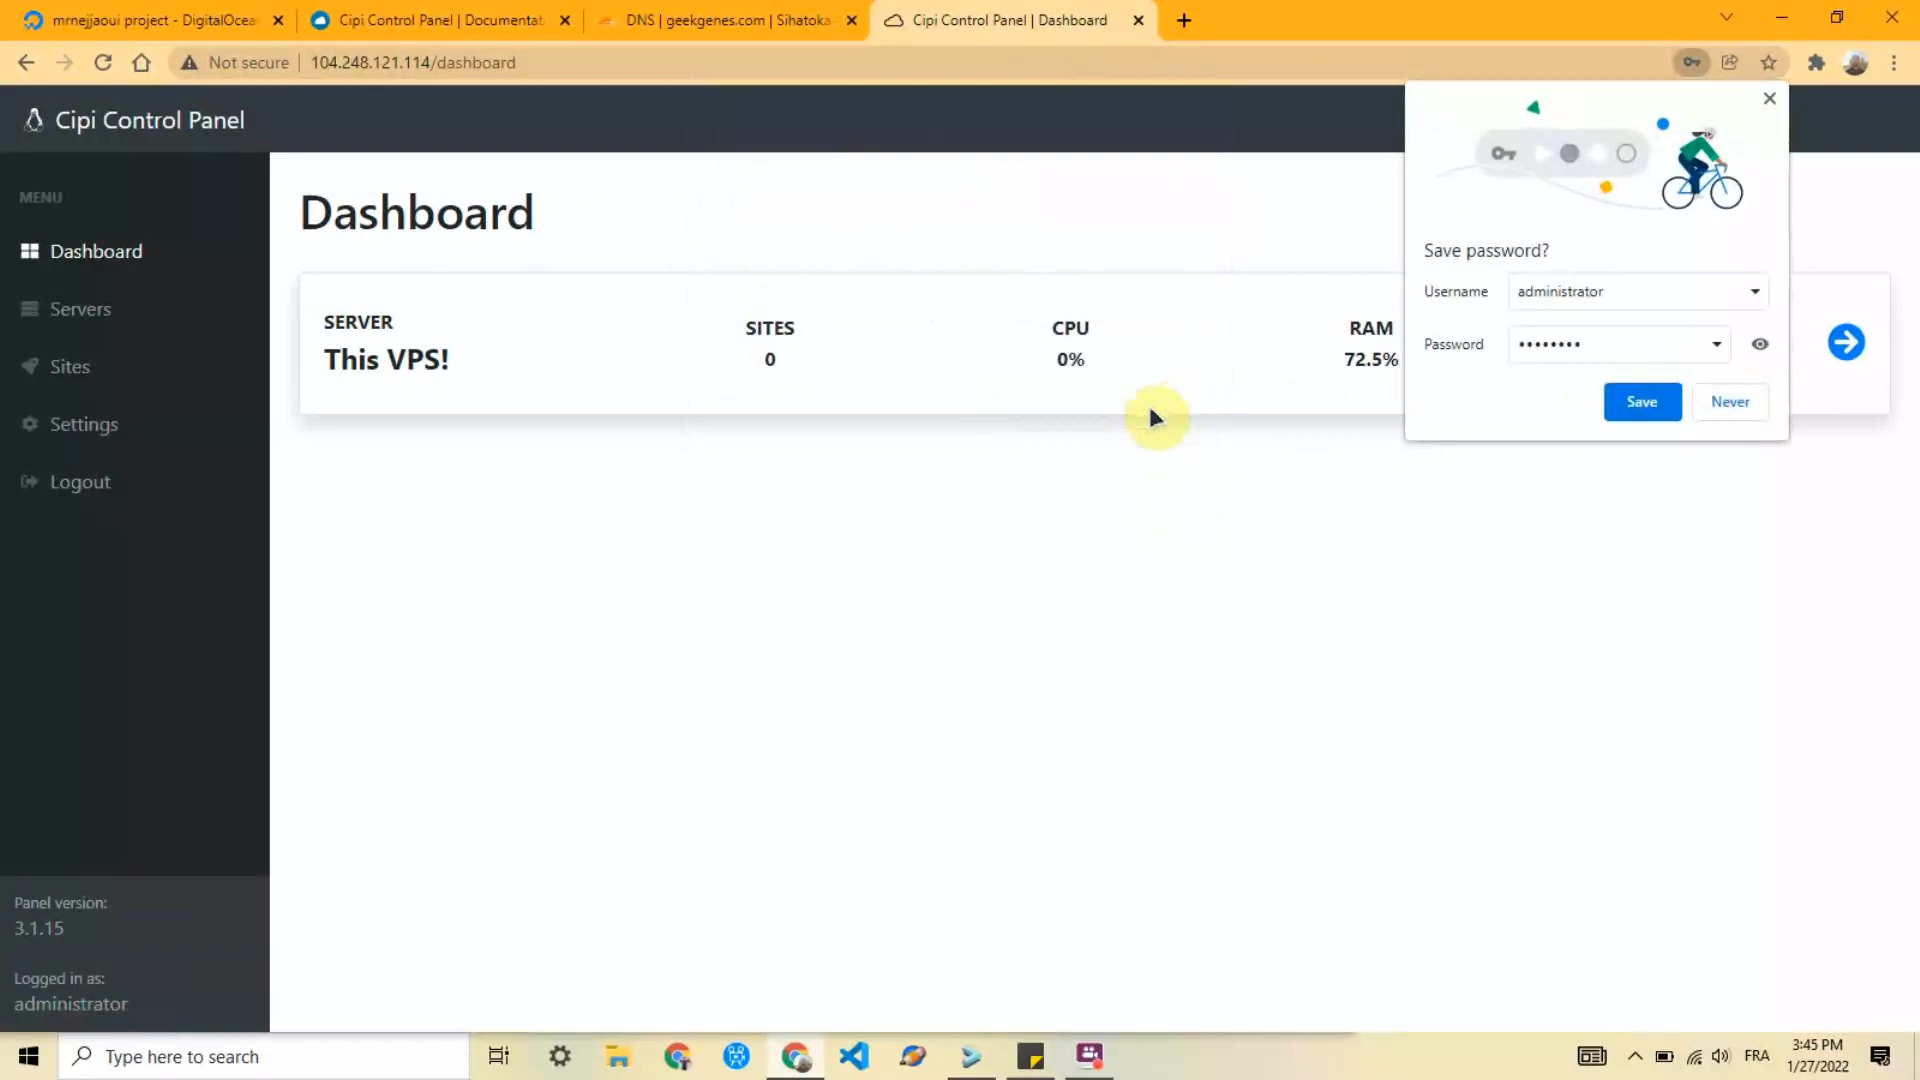 mrnejjaoui project - DigitalOcea
Cipi Control Panel | Documentat
DNS | geekgenes.com | Sihatoka
Cipi Control Panel | Dashboard
Not secure
104.248.121.114/dashboard
Cipi Control Panel
MENU
Dashboard
Servers
Sites
Settings
Logout
Panel version:
3.1.15
Logged in as:
administrator
Dashboard
SERVER
This VPS!
SITES
0
CPU
0%
RAM
72.5%
Save password?
Username
administrator
Password
••••••••
Save
Never
Type here to search
FRA
3:45 PM
1/27/2022